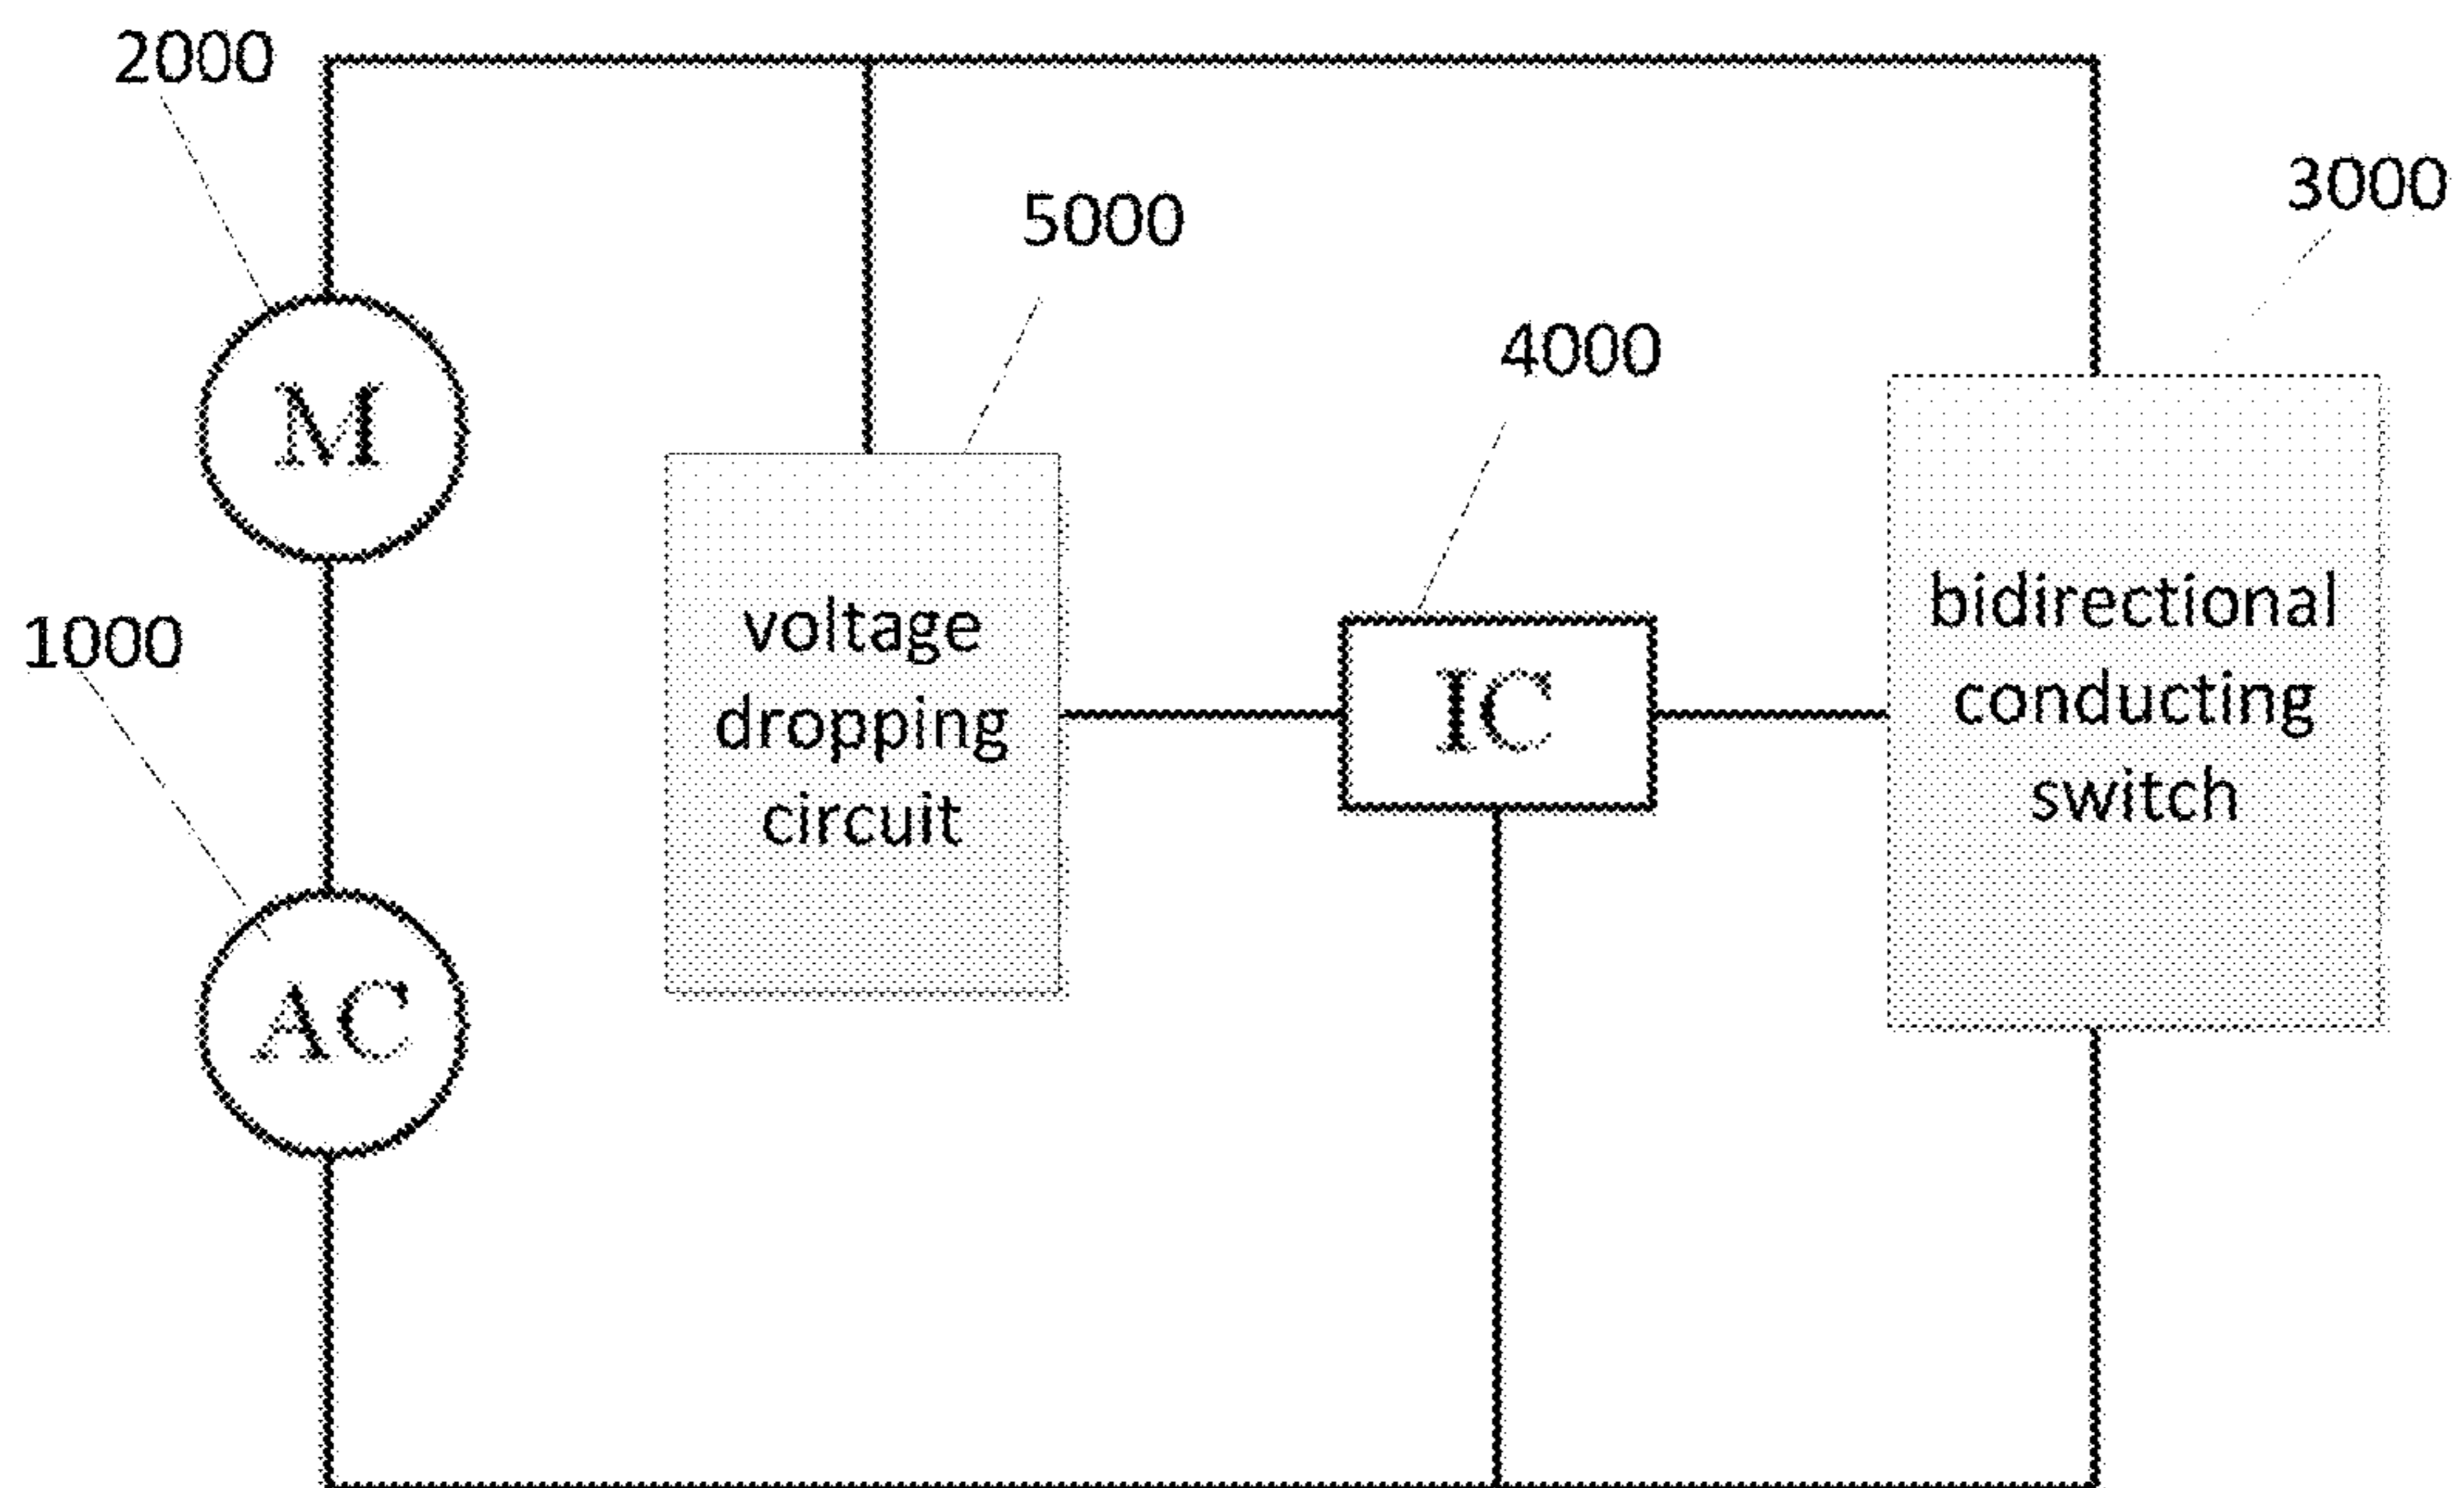 2000
5000
3000
4000
M
1000
voltage
dropping
circuit
IC
bidirectional
conducting
switch
AC